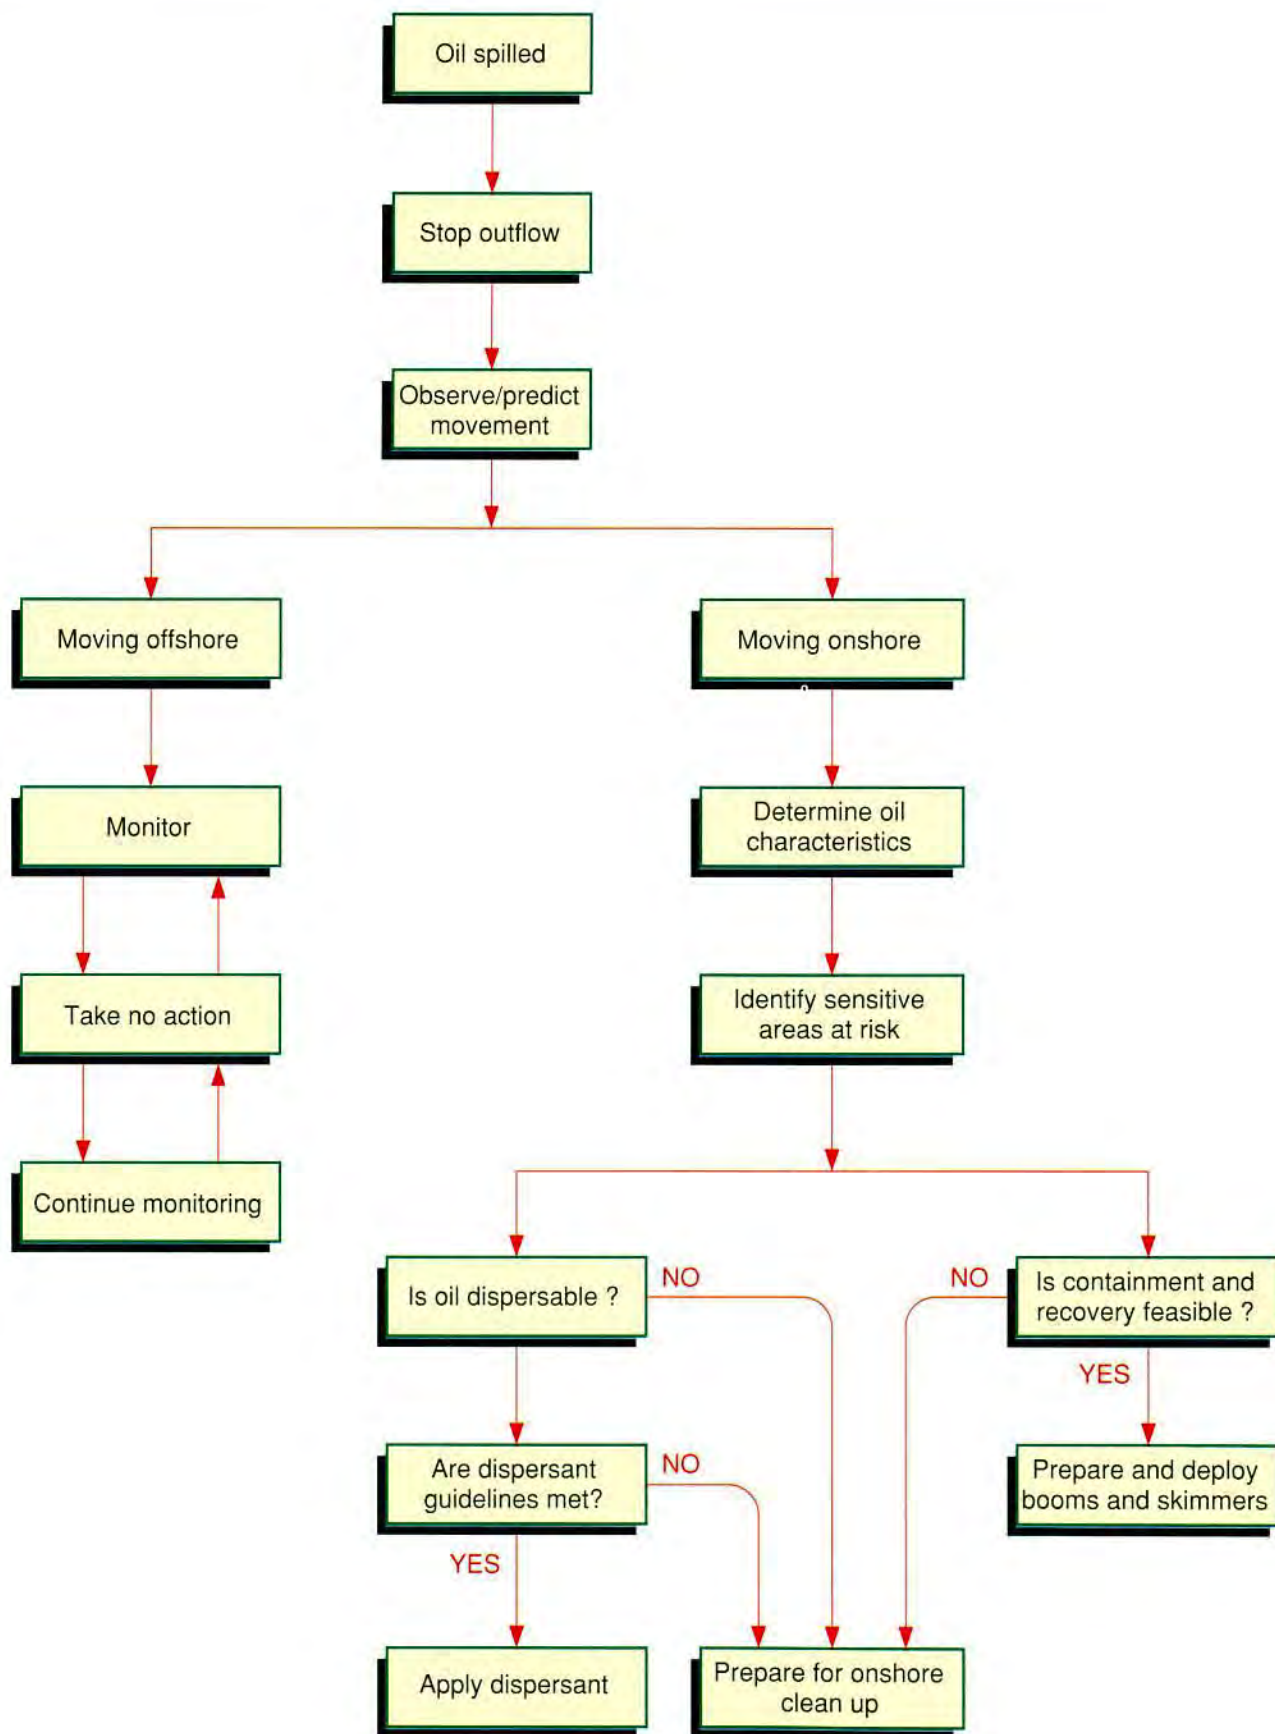 Oil spilled
Stop outflow
Observe/predict
movement
Moving offshore
Moving onshore
Monitor
Determine oil
characteristics
Take no action
Identify sensitive
areas at risk
Continue monitoring
Is oil dispersable ?
NO
NO
Is containment and
recovery feasible ?
YES
Are dispersant
guidelines met?
NO
Prepare and deploy
booms and skimmers
YES
Apply dispersant
Prepare for onshore
clean up